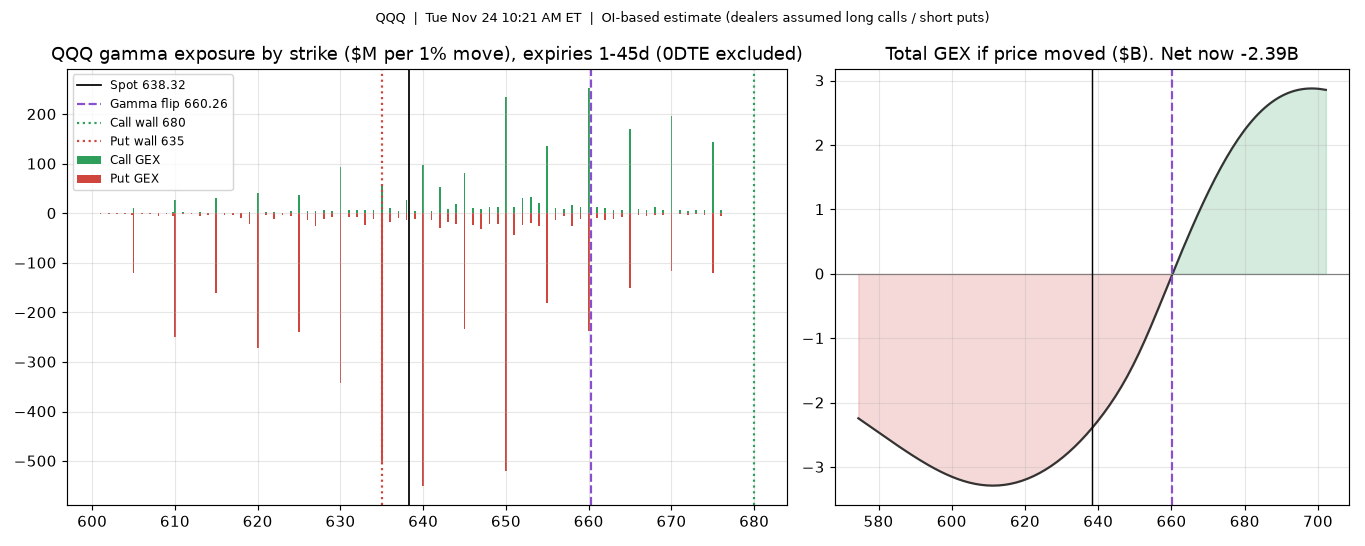 QQQ | Tue Nov 24 10:21 AM ET | OI-based estimate (dealers assumed long calls / short puts)
QQQ gamma exposure by strike ($M per 1% move), expiries 1-45d (0DTE excluded)
Spot 638.32
Gamma flip 660.26
Call wall 680
Put wall 635
Call GEX
Put GEX
200
100
0
−100
−200
−300
−400
−500
600 610 620 630 640 650 660 670 680
Total GEX if price moved ($B). Net now -2.39B
3
2
1
0
−1
−2
−3
580 600 620 640 660 680 700